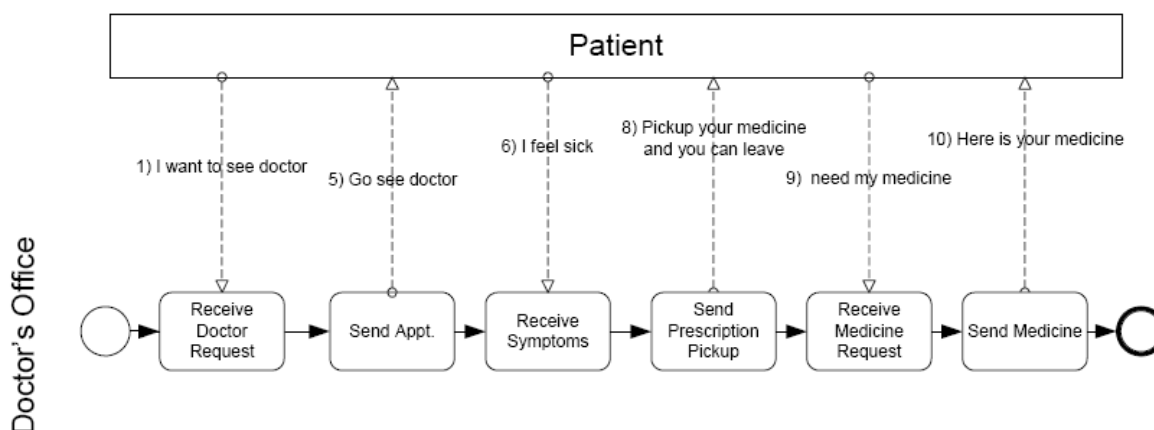 Patient
1) I want to see doctor
5) Go see doctor
6) I feel sick
8) Pickup your medicine
and you can leave
9)  need my medicine
10) Here is your medicine
Doctor's Office
Receive
Doctor
Request
Send Appt.
Receive
Symptoms
Send
Prescription
Pickup
Receive
Medicine
Request
Send Medicine